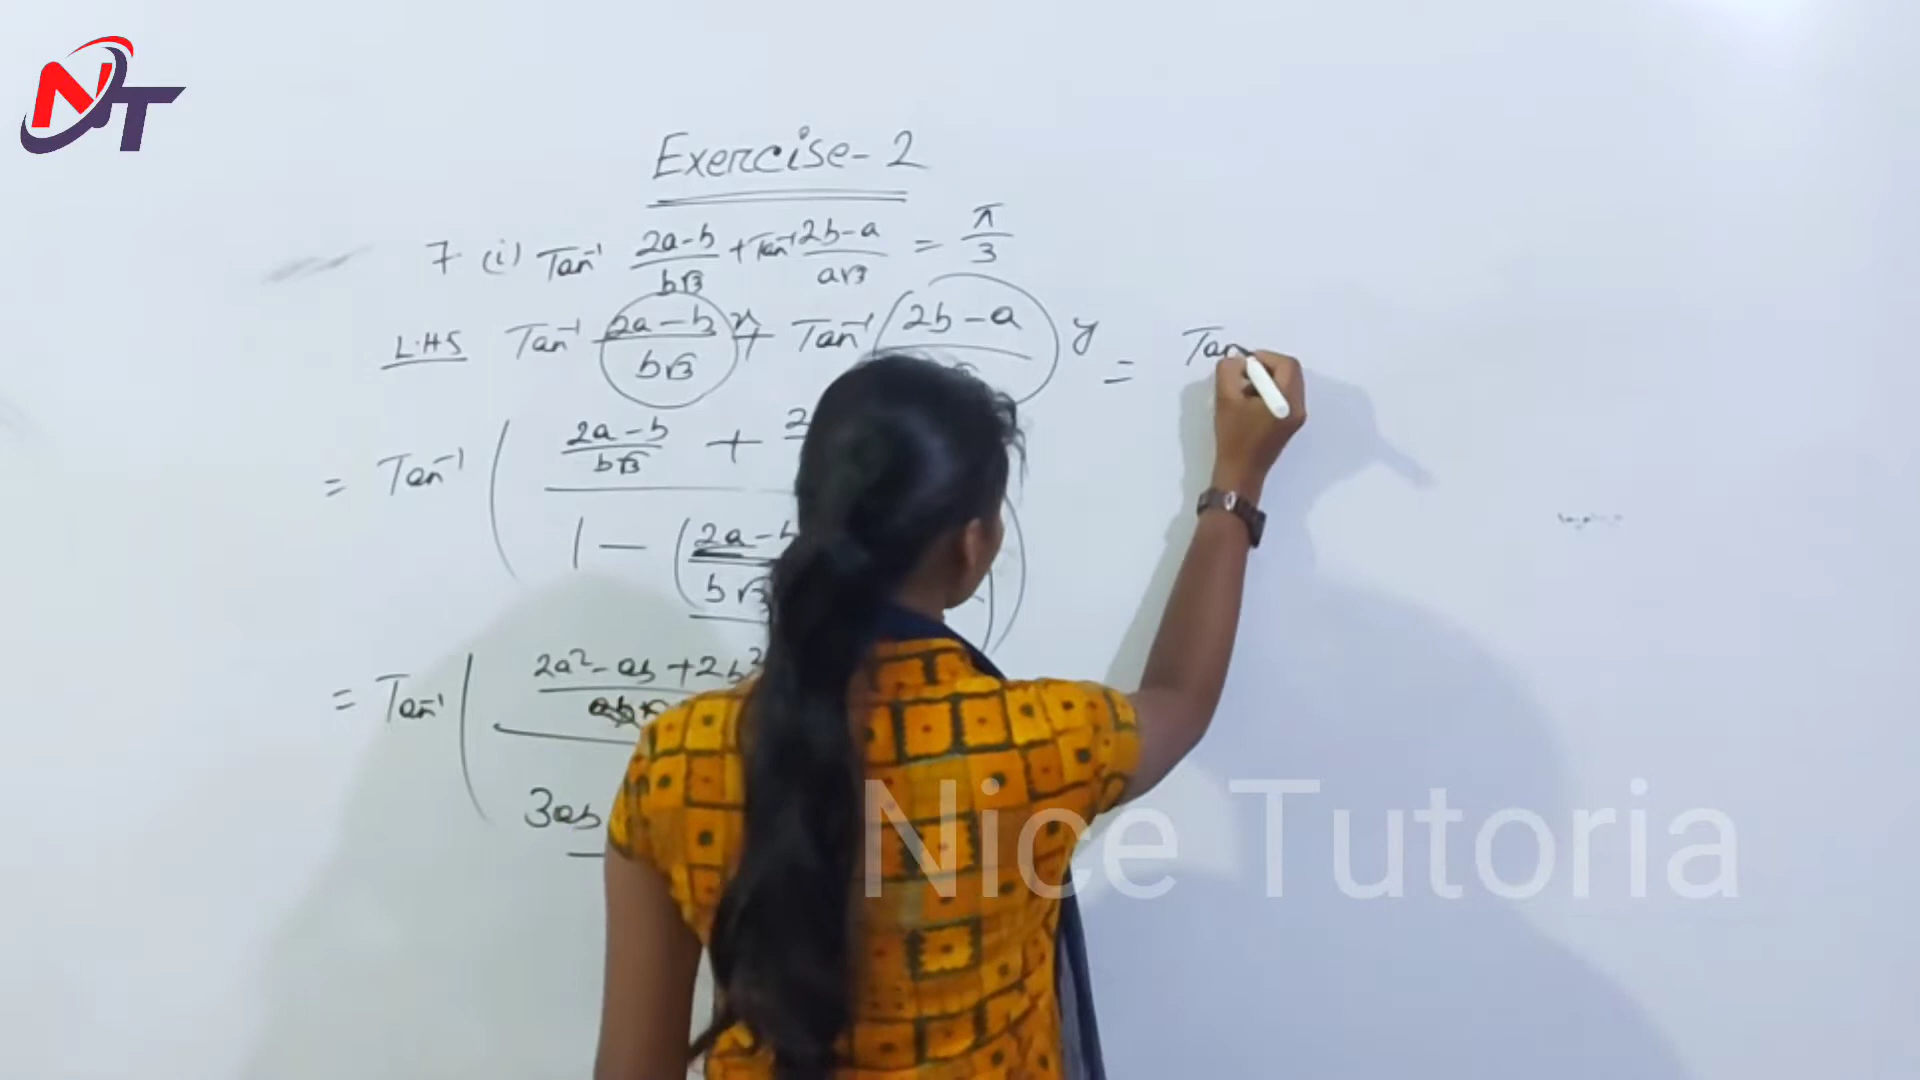 NT
Exercise-2
7 (i) Tan⁻¹ 2a-b/b√3 + Tan⁻¹ 2b-a/a√3 = π/3
L.H.S Tan⁻¹ 2a-b/b√3 x + Tan⁻¹ (2b-a y = Tan
= Tan⁻¹ ( 2a-b/b√3 + 2
1 - (2a-b/b√3
= Tan⁻¹ ( 2a²-ab+2b²
3ab
Nice Tutoria